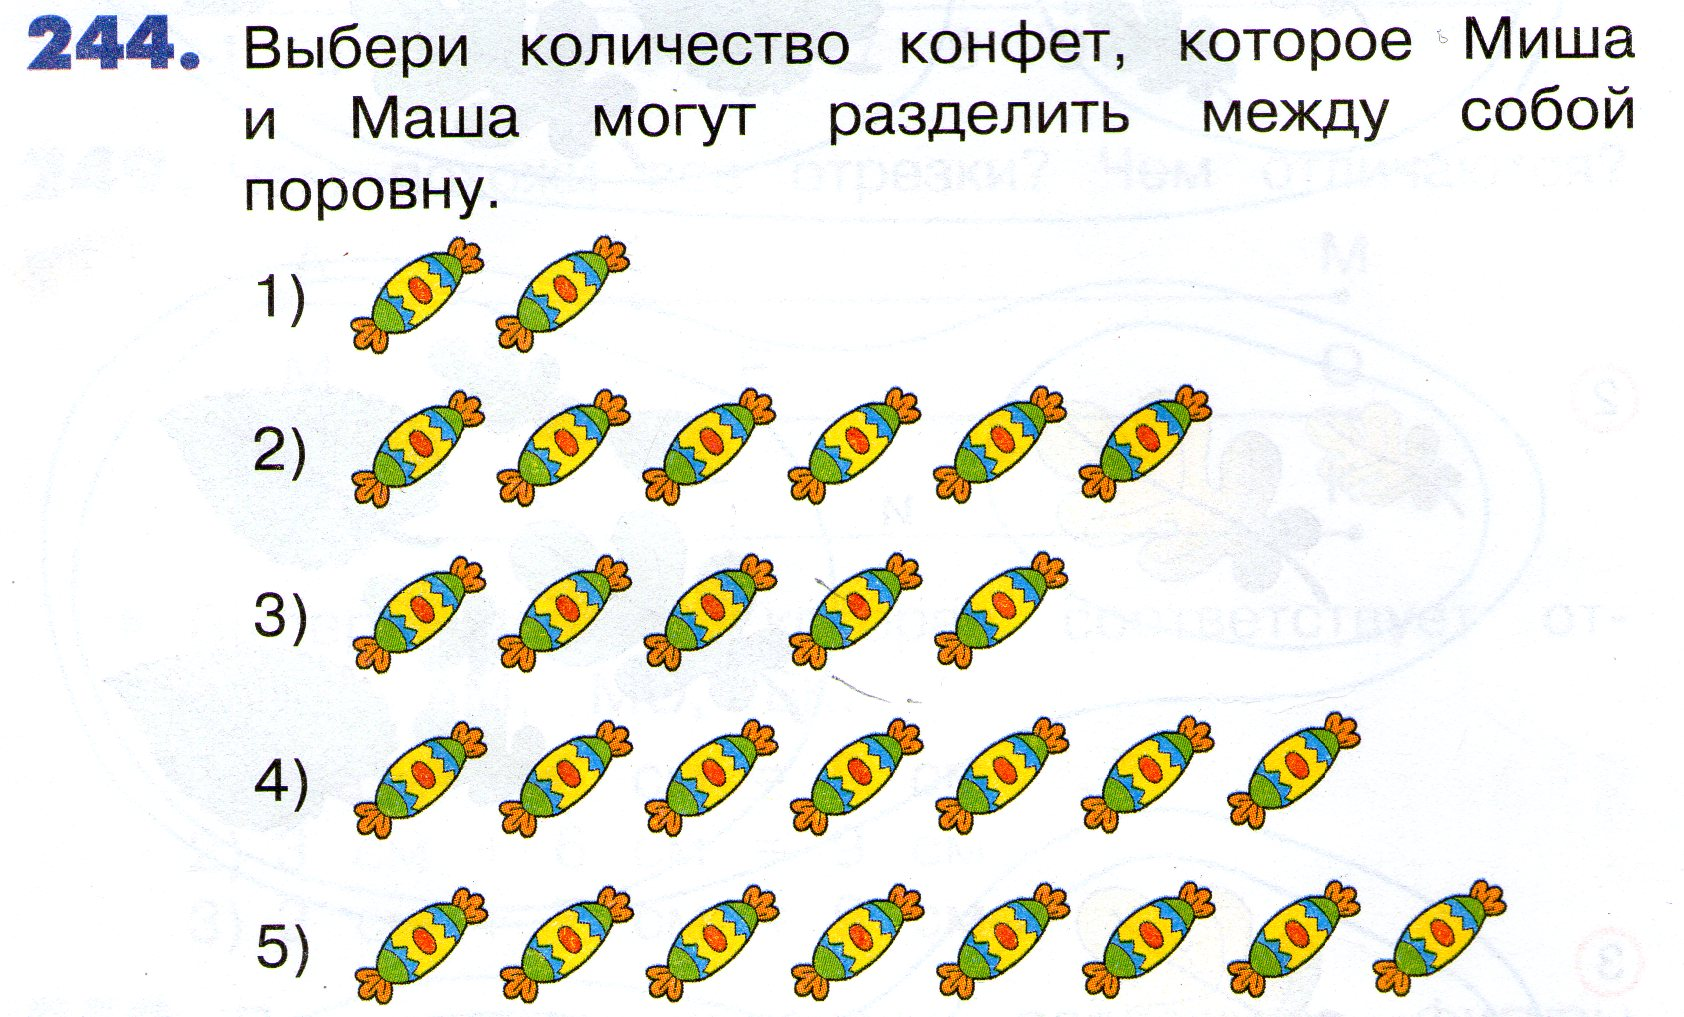 244. Выбери количество конфет, которое Миша
и Маша могут разделить между собой
поровну.
1)
2)
3)
4)
5)